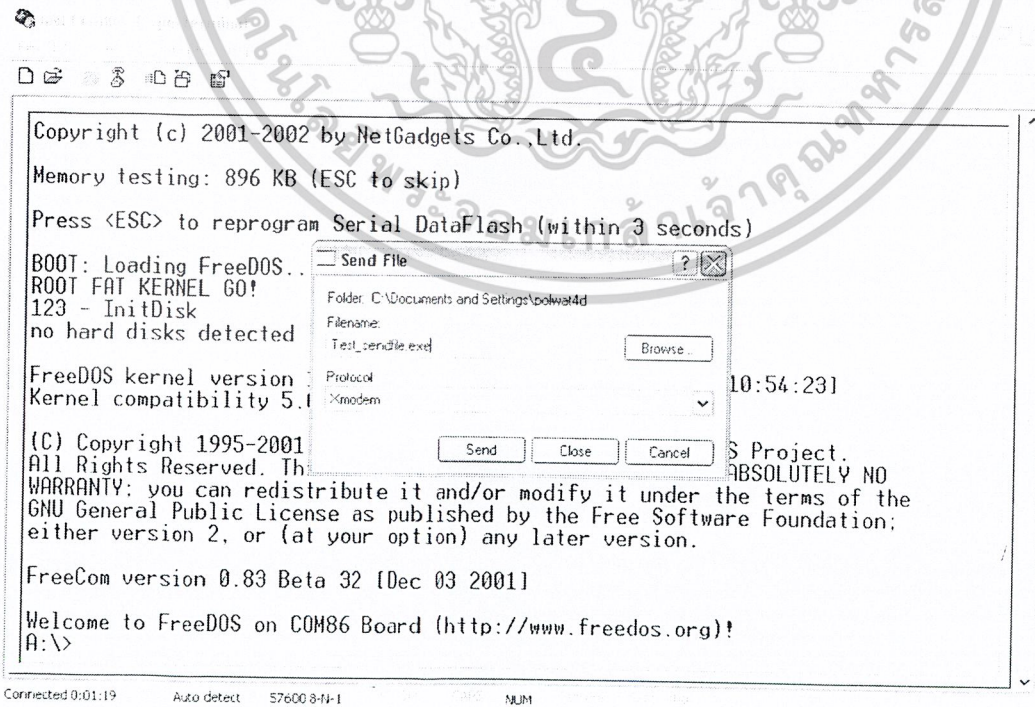 Copyright (c) 2001-2002 by NetGadgets Co.,Ltd.
Memory testing: 896 KB (ESC to skip)
Press <ESC> to reprogram Serial DataFlash (within 3 seconds)
BOOT: Loading FreeDOS..
ROOT FAT KERNEL GO!
123 - InitDisk
no hard disks detected
FreeDOS kernel version 10:54:23]
Kernel compatibility 5.
(C) Copyright 1995-2001 S Project.
All Rights Reserved. Th ABSOLUTELY NO
WARRANTY; you can redistribute it and/or modify it under the terms of the
GNU General Public License as published by the Free Software Foundation;
either version 2, or (at your option) any later version.
FreeCom version 0.83 Beta 32 [Dec 03 2001]
Welcome to FreeDOS on COM86 Board (http://www.freedos.org)!
A:\>
Send File
Folder: C:\Documents and Settings\polwat4d
Filename:
Test_sendfile.exe
Browse...
Protocol
Xmodem
Send Close Cancel
Connected 0:01:19 Auto detect 57600 8-N-1 NUM